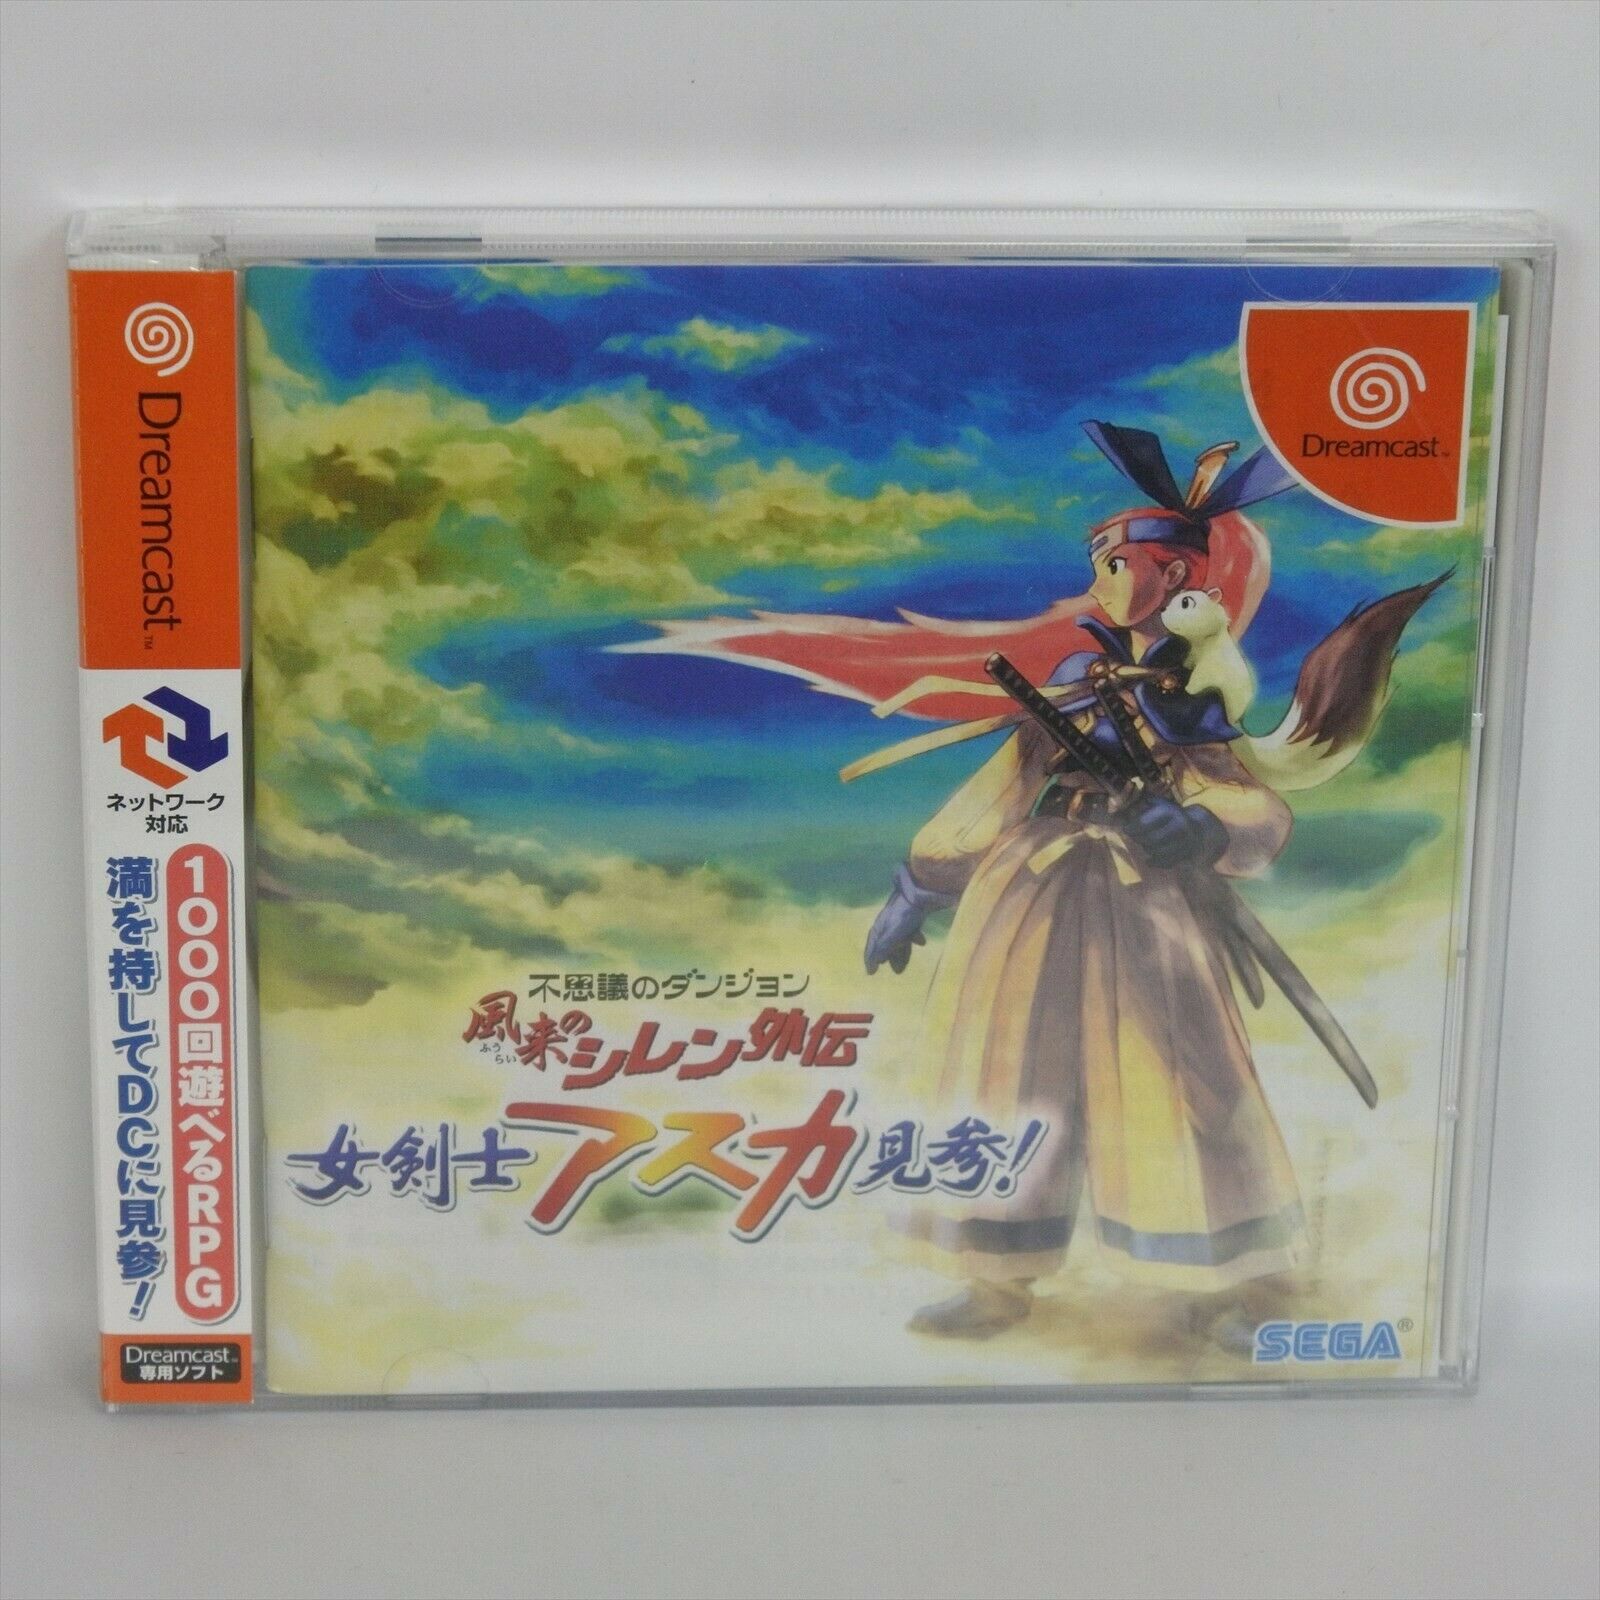 Dreamcast™
ネットワーク
対応
1000回遊べるRPG
満を持してDCに見参!
Dreamcast™
専用ソフト
Dreamcast™
不思議のダンジョン
風来の
ふうらい
シレン外伝
女剣士アスカ見参!
SEGA®